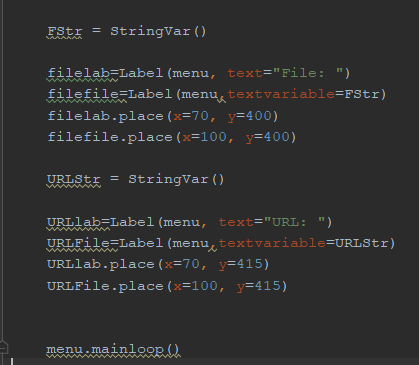 FStr = StringVar()
filelab=Label(menu, text="File: ")
filefile=Label(menu,textvariable=FStr)
filelab.place(x=70, y=400)
filefile.place(x=100, y=400)
URLStr = StringVar()
URLlab=Label(menu, text="URL: ")
URLFile=Label(menu,textvariable=URLStr)
URLlab.place(x=70, y=415)
URLFile.place(x=100, y=415)
menu.mainloop()